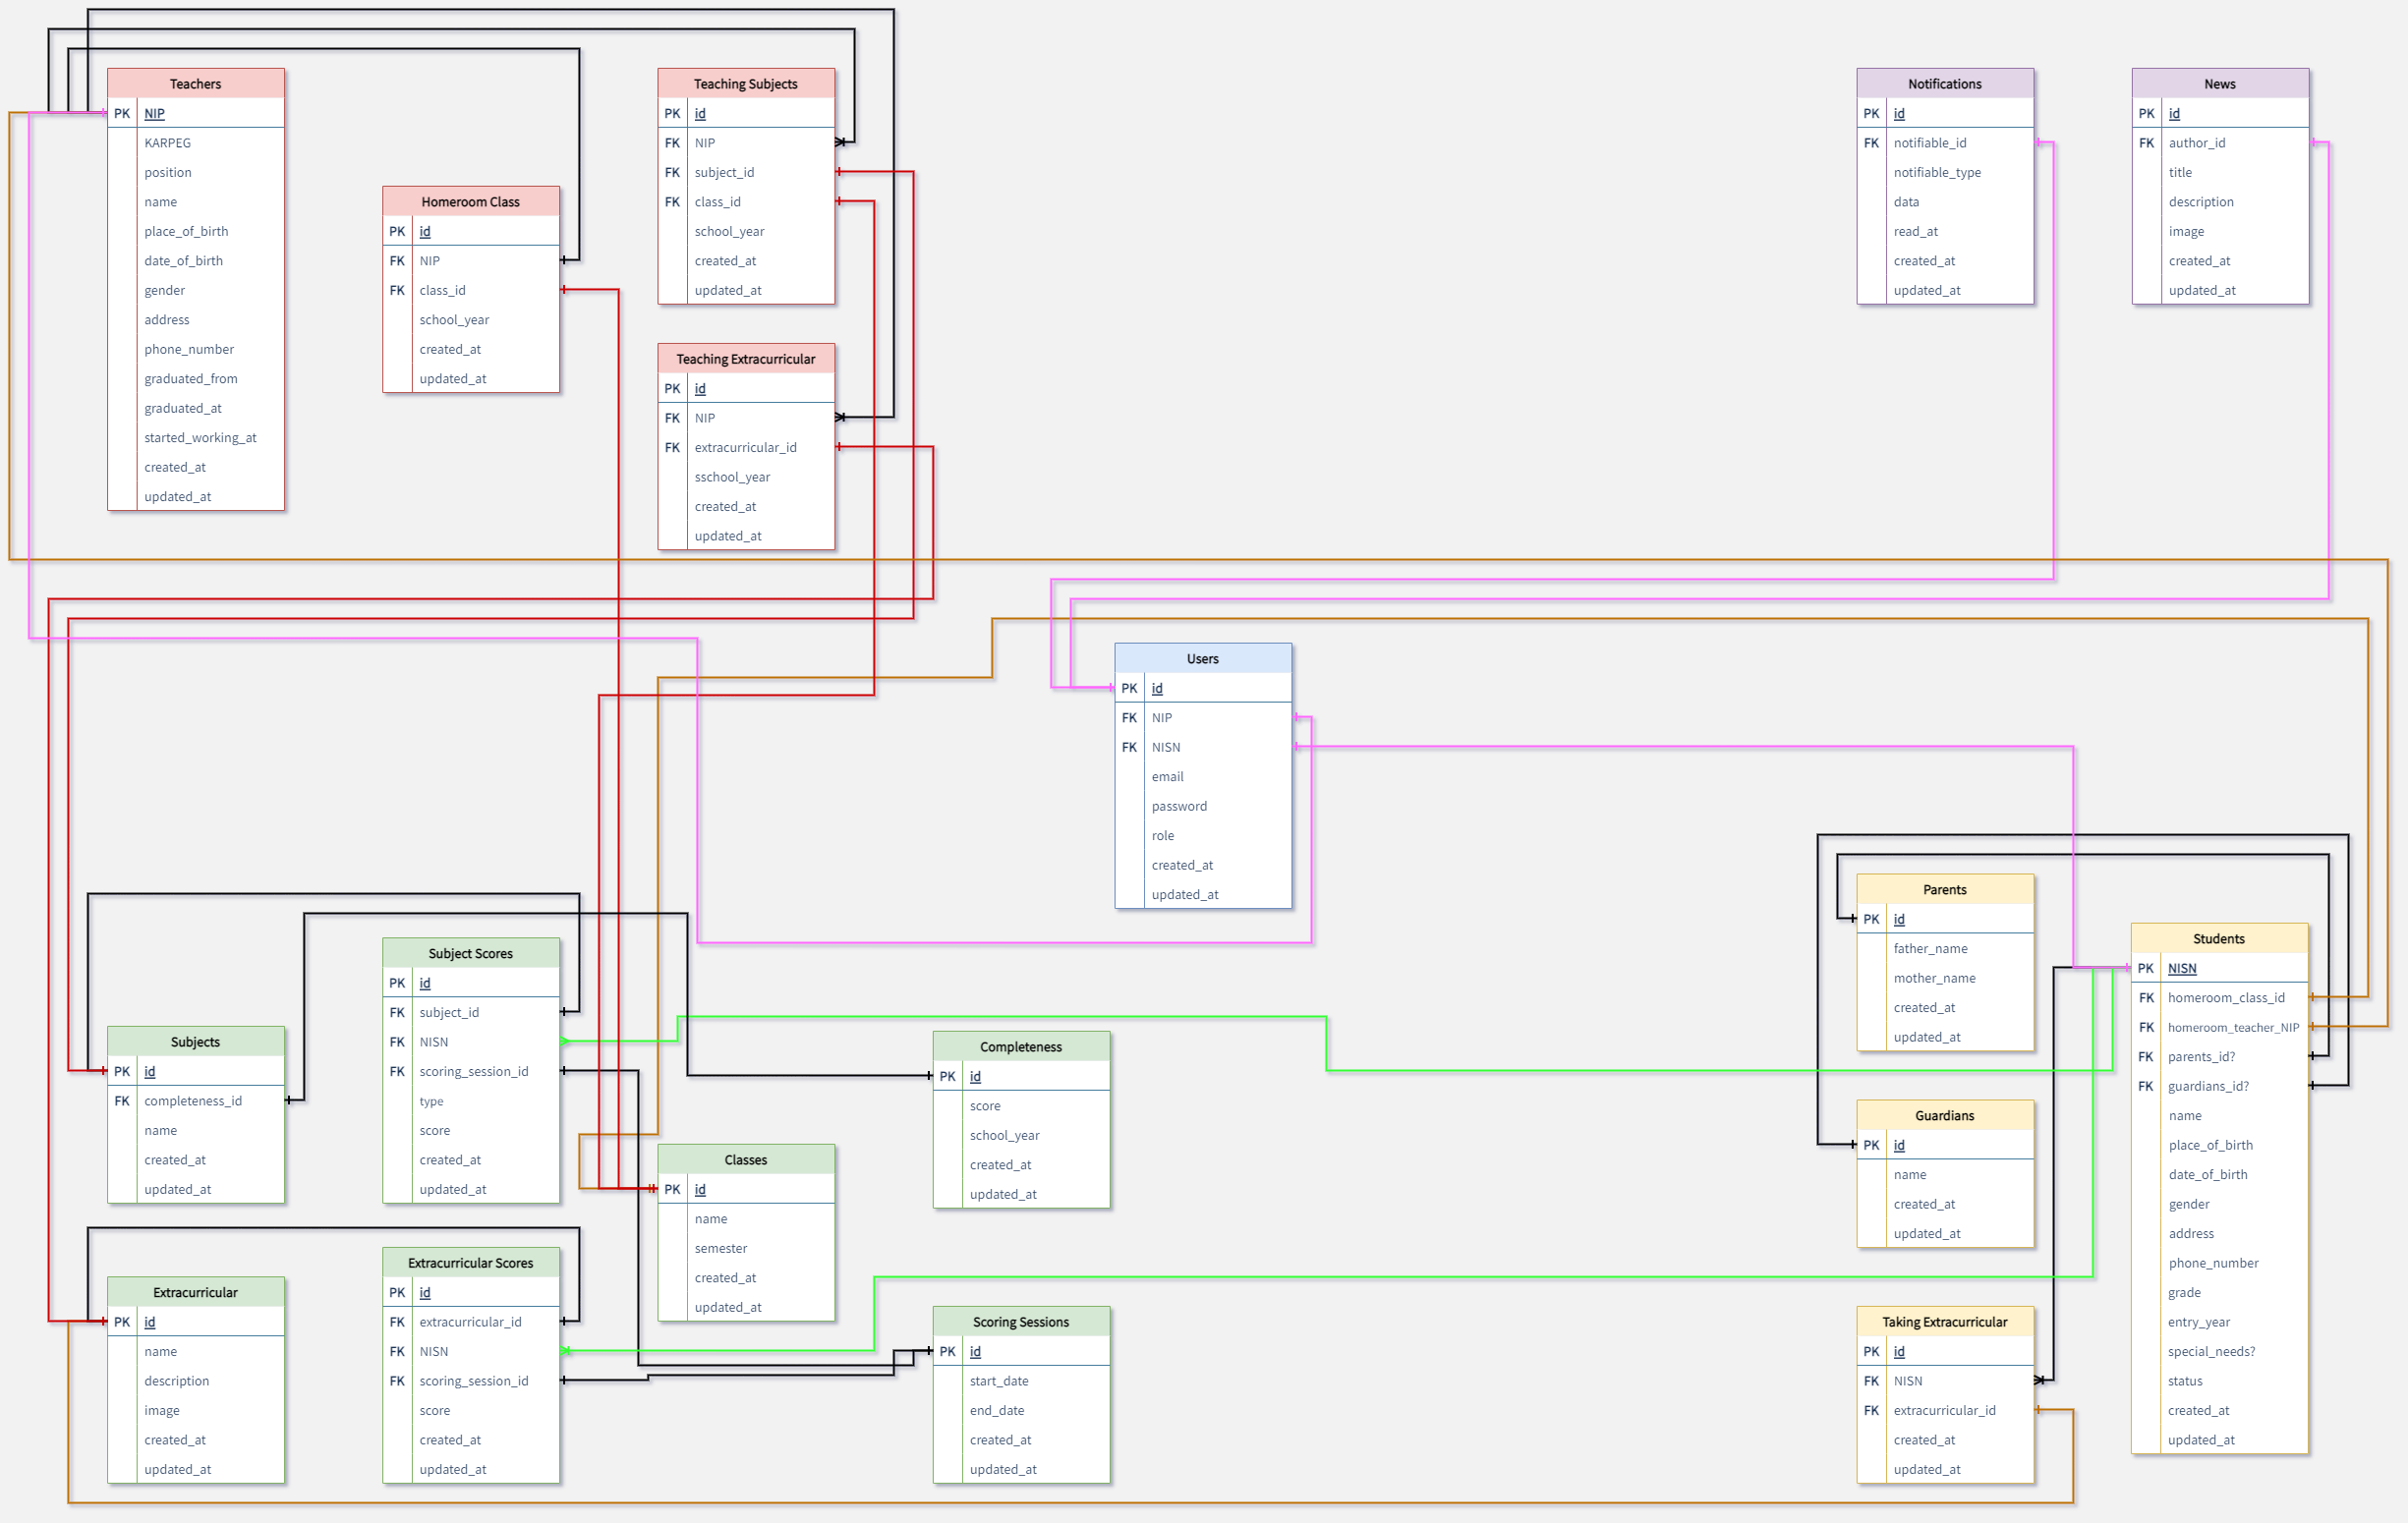 Teachers
PK NIP
KARPEG
position
name
place_of_birth
date_of_birth
gender
address
phone_number
graduated_from
graduated_at
started_working_at
created_at
updated_at
Homeroom Class
PK id
FK NIP
FK class_id
school_year
created_at
updated_at
Teaching Subjects
PK id
FK NIP
FK subject_id
FK class_id
school_year
created_at
updated_at
Teaching Extracurricular
PK id
FK NIP
FK extracurricular_id
sschool_year
created_at
updated_at
Notifications
PK id
FK notifiable_id
notifiable_type
data
read_at
created_at
updated_at
News
PK id
FK author_id
title
description
image
created_at
updated_at
Users
PK id
FK NIP
FK NISN
email
password
role
created_at
updated_at
Subjects
PK id
FK completeness_id
name
created_at
updated_at
Subject Scores
PK id
FK subject_id
FK NISN
FK scoring_session_id
type
score
created_at
updated_at
Classes
PK id
name
semester
created_at
updated_at
Completeness
PK id
score
school_year
created_at
updated_at
Parents
PK id
father_name
mother_name
created_at
updated_at
Guardians
PK id
name
created_at
updated_at
Students
PK NISN
FK homeroom_class_id
FK homeroom_teacher_NIP
FK parents_id?
FK guardians_id?
name
place_of_birth
date_of_birth
gender
address
phone_number
grade
entry_year
special_needs?
status
created_at
updated_at
Extracurricular
PK id
name
description
image
created_at
updated_at
Extracurricular Scores
PK id
FK extracurricular_id
FK NISN
FK scoring_session_id
score
created_at
updated_at
Scoring Sessions
PK id
start_date
end_date
created_at
updated_at
Taking Extracurricular
PK id
FK NISN
FK extracurricular_id
created_at
updated_at